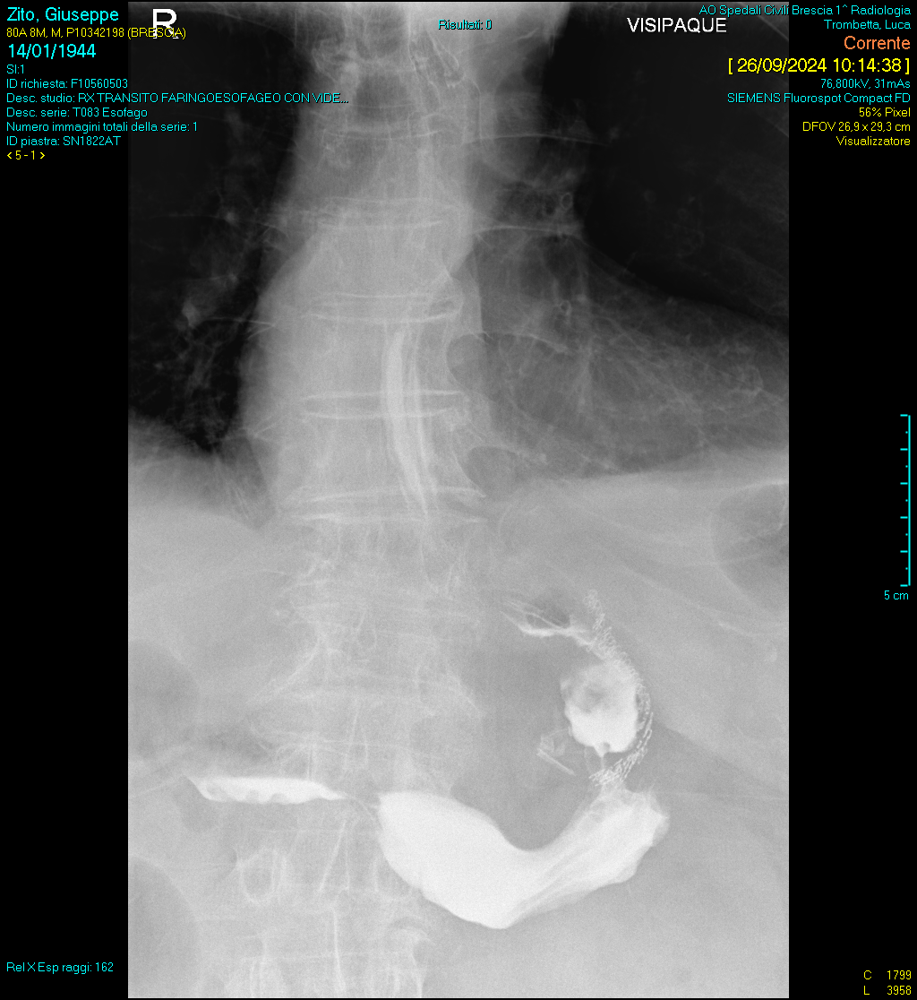 Zito, Giuseppe
80A 8M, M, P10342198 (BRESCIA)
14/01/1944
SI:1
ID richiesta: F10560503
Desc. studio: RX TRANSITO FARINGOESOFAGEO CON VIDE...
Desc. serie: T083 Esofago
Numero immagini totali della serie: 1
ID piastra: SN1822AT
< 5 - 1 >
R
Risultati: 0
VISIPAQUE
AO Spedali Civili Brescia 1^ Radiologia
Trombetta, Luca
Corrente
[ 26/09/2024 10:14:38 ]
76,800kV, 31mAs
SIEMENS Fluorospot Compact FD
56% Pixel
DFOV 26,9 x 29,3 cm
Visualizzatore
5 cm
Rel X Esp raggi: 162
C 1799
L 3958